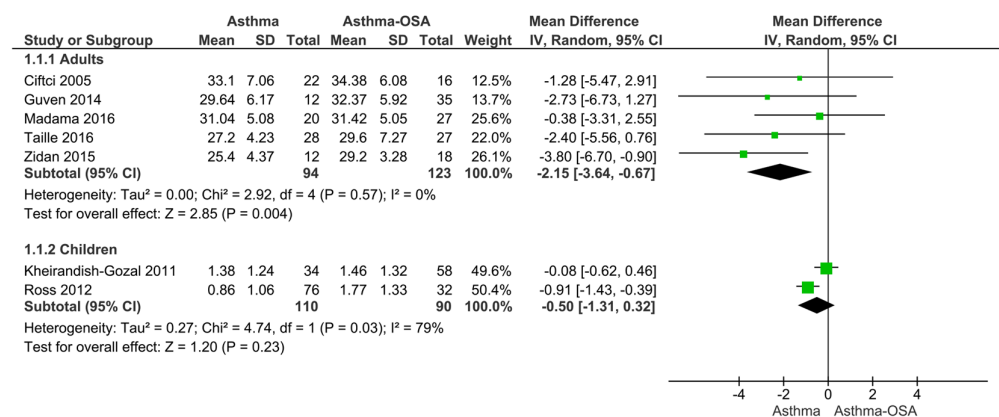 Asthma Asthma-OSA Mean Difference Mean Difference
Study or Subgroup Mean SD Total Mean SD Total Weight IV, Random, 95% CI IV, Random, 95% CI
1.1.1 Adults
Ciftci 2005 33.1 7.06 22 34.38 6.08 16 12.5% -1.28 [-5.47, 2.91]
Guven 2014 29.64 6.17 12 32.37 5.92 35 13.7% -2.73 [-6.73, 1.27]
Madama 2016 31.04 5.08 20 31.42 5.05 27 25.6% -0.38 [-3.31, 2.55]
Taille 2016 27.2 4.23 28 29.6 7.27 27 22.0% -2.40 [-5.56, 0.76]
Zidan 2015 25.4 4.37 12 29.2 3.28 18 26.1% -3.80 [-6.70, -0.90]
Subtotal (95% CI) 94 123 100.0% -2.15 [-3.64, -0.67]
Heterogeneity: Tau² = 0.00; Chi² = 2.92, df = 4 (P = 0.57); I² = 0%
Test for overall effect: Z = 2.85 (P = 0.004)
1.1.2 Children
Kheirandish-Gozal 2011 1.38 1.24 34 1.46 1.32 58 49.6% -0.08 [-0.62, 0.46]
Ross 2012 0.86 1.06 76 1.77 1.33 32 50.4% -0.91 [-1.43, -0.39]
Subtotal (95% CI) 110 90 100.0% -0.50 [-1.31, 0.32]
Heterogeneity: Tau² = 0.27; Chi² = 4.74, df = 1 (P = 0.03); I² = 79%
Test for overall effect: Z = 1.20 (P = 0.23)
-4 -2 0 2 4
Asthma Asthma-OSA